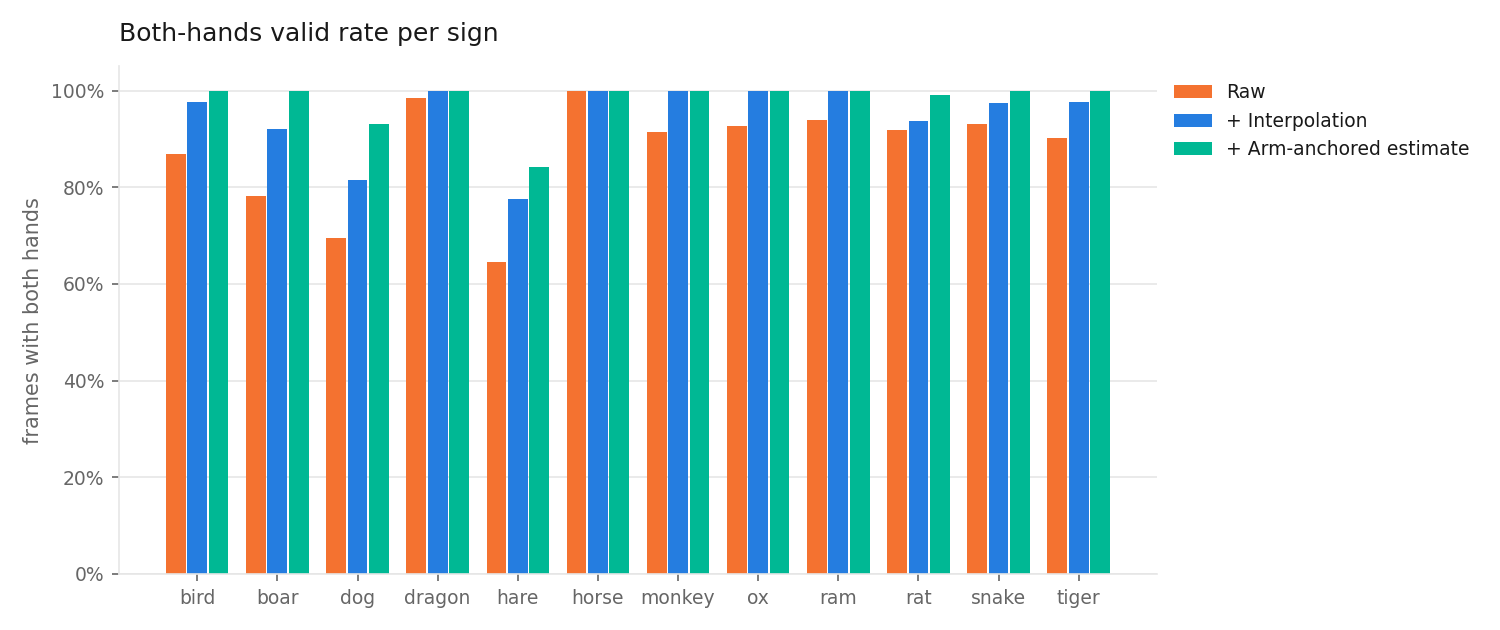 Both-hands valid rate per sign
frames with both hands
100%
80%
60%
40%
20%
0%
bird boar dog dragon hare horse monkey ox ram rat snake tiger
Raw
+ Interpolation
+ Arm-anchored estimate